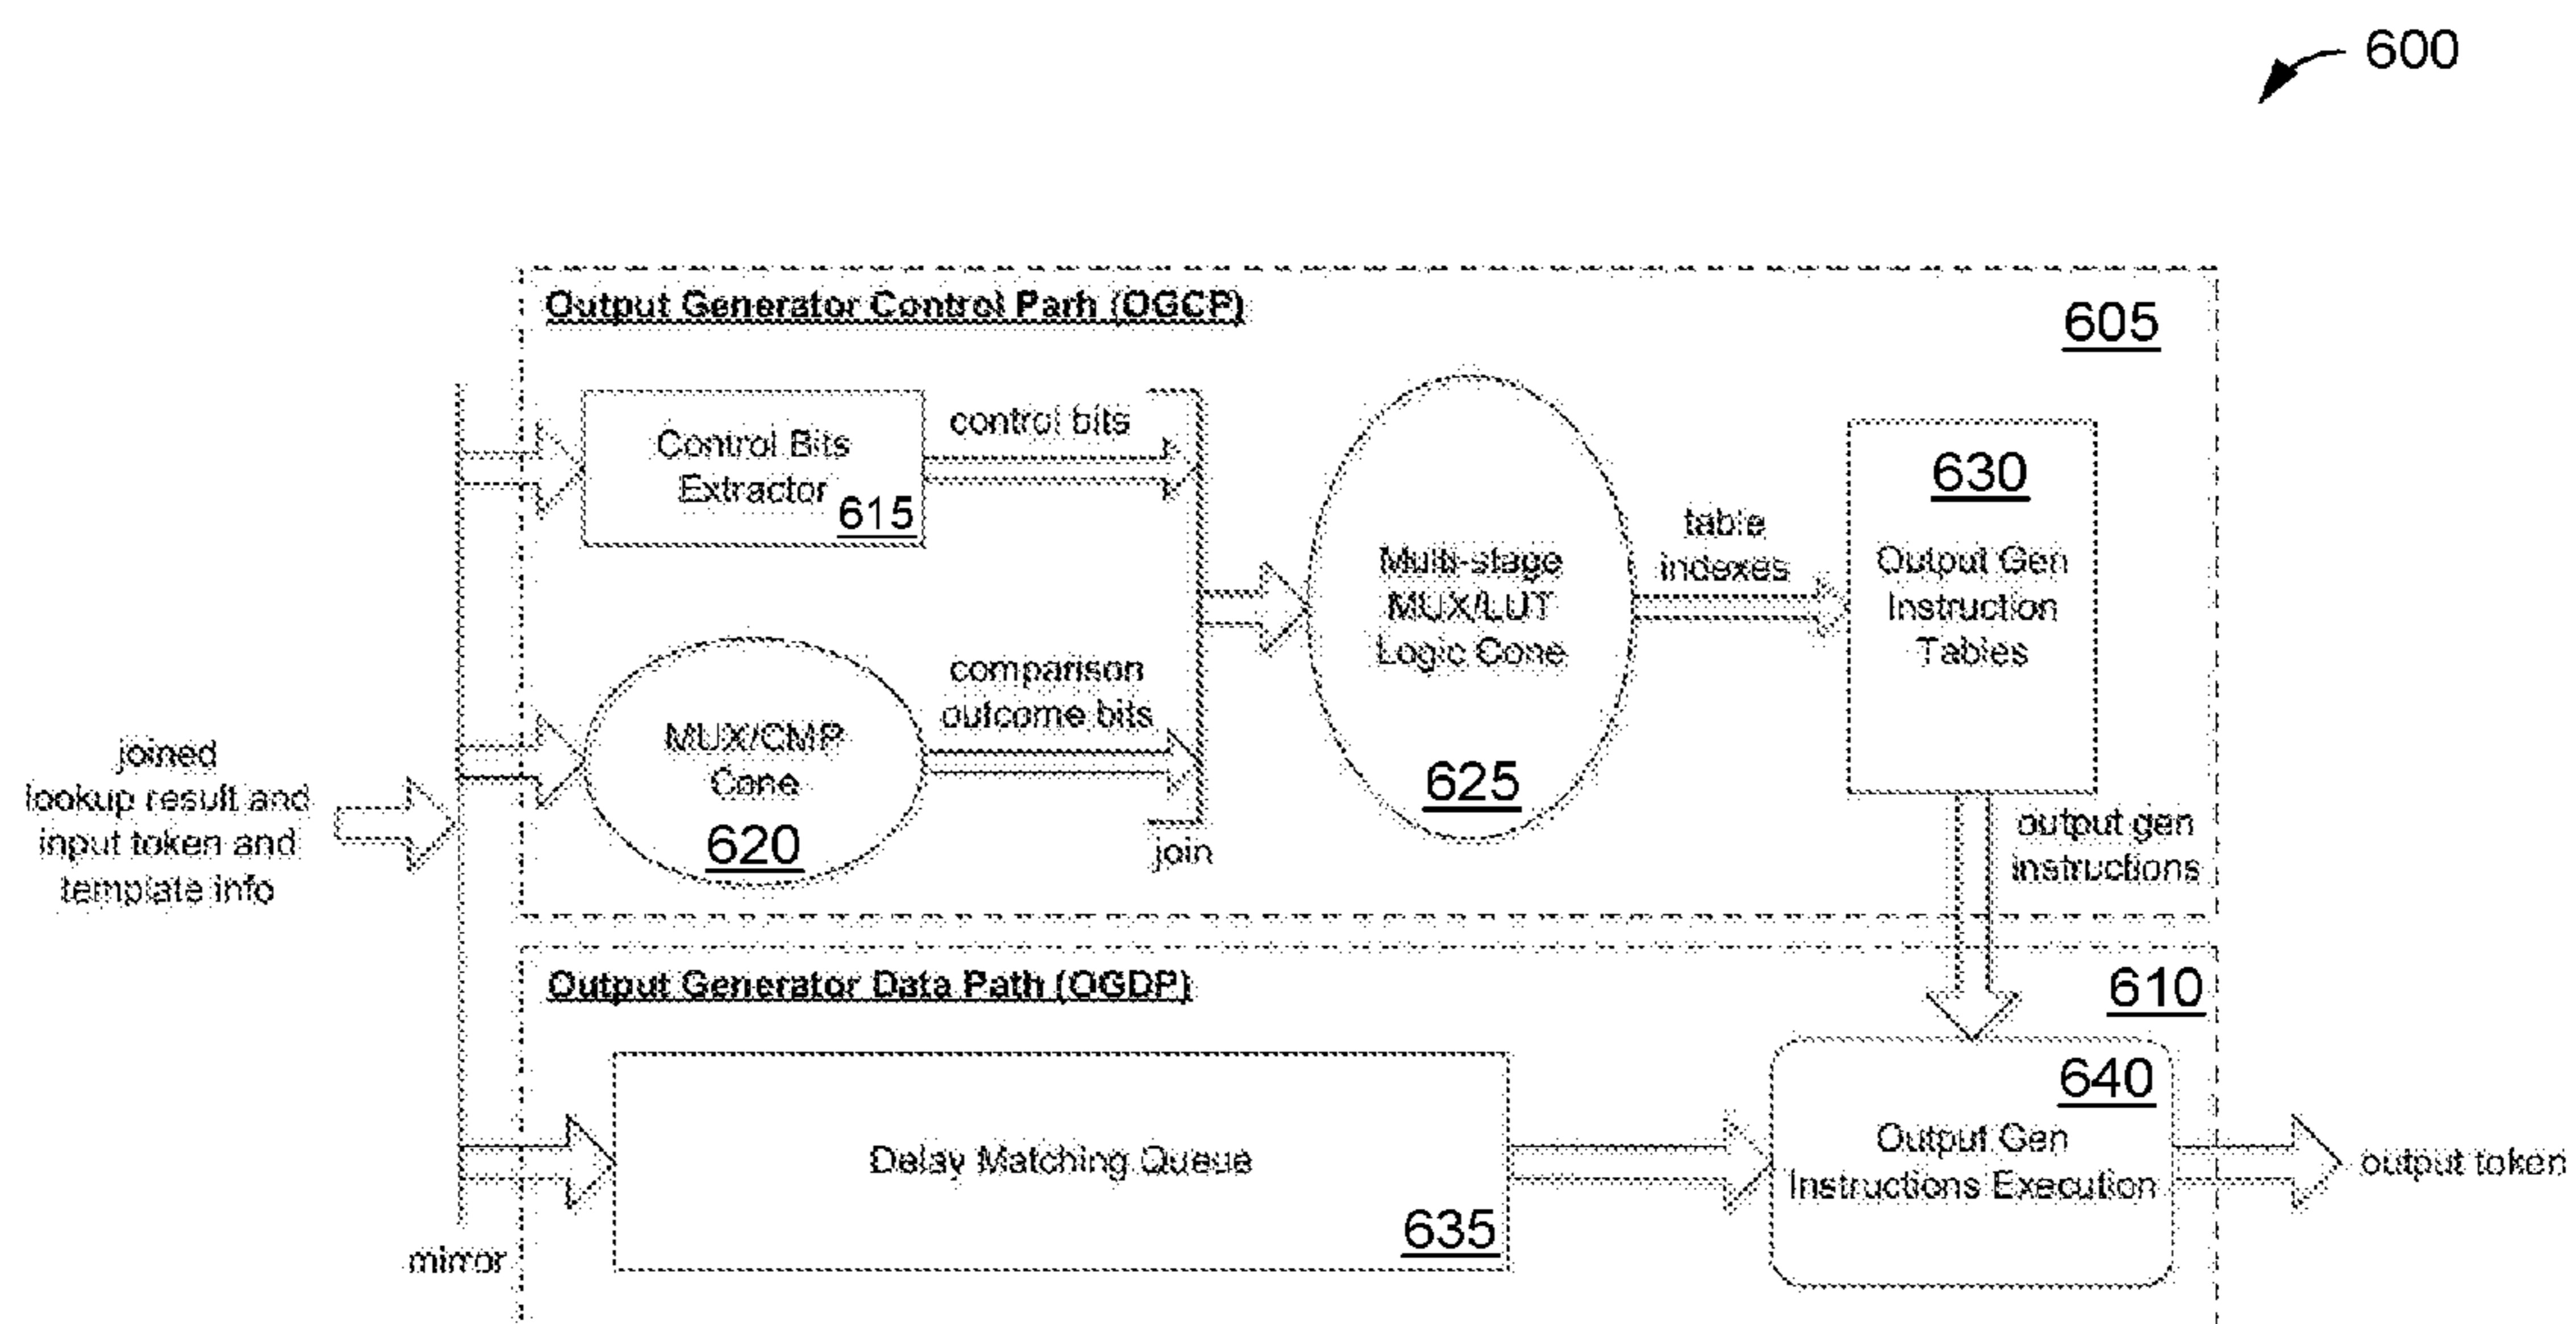 600
Output Generator Control Parh (OGCP)
605
Control Bits
Extractor
615
control bits
MUX/CMP
Cone
620
comparison
outcome bits
join
Multi-stage
MUX/LUT
Logic Cone
625
table
indexes
630
Output Gen
Instruction
Tables
output gen
instructions
joined
lookup result and
input token and
template info
mirror
Output Generator Data Path (OGDP)
610
Delay Matching Queue
635
640
Output Gen
Instructions Execution
output token